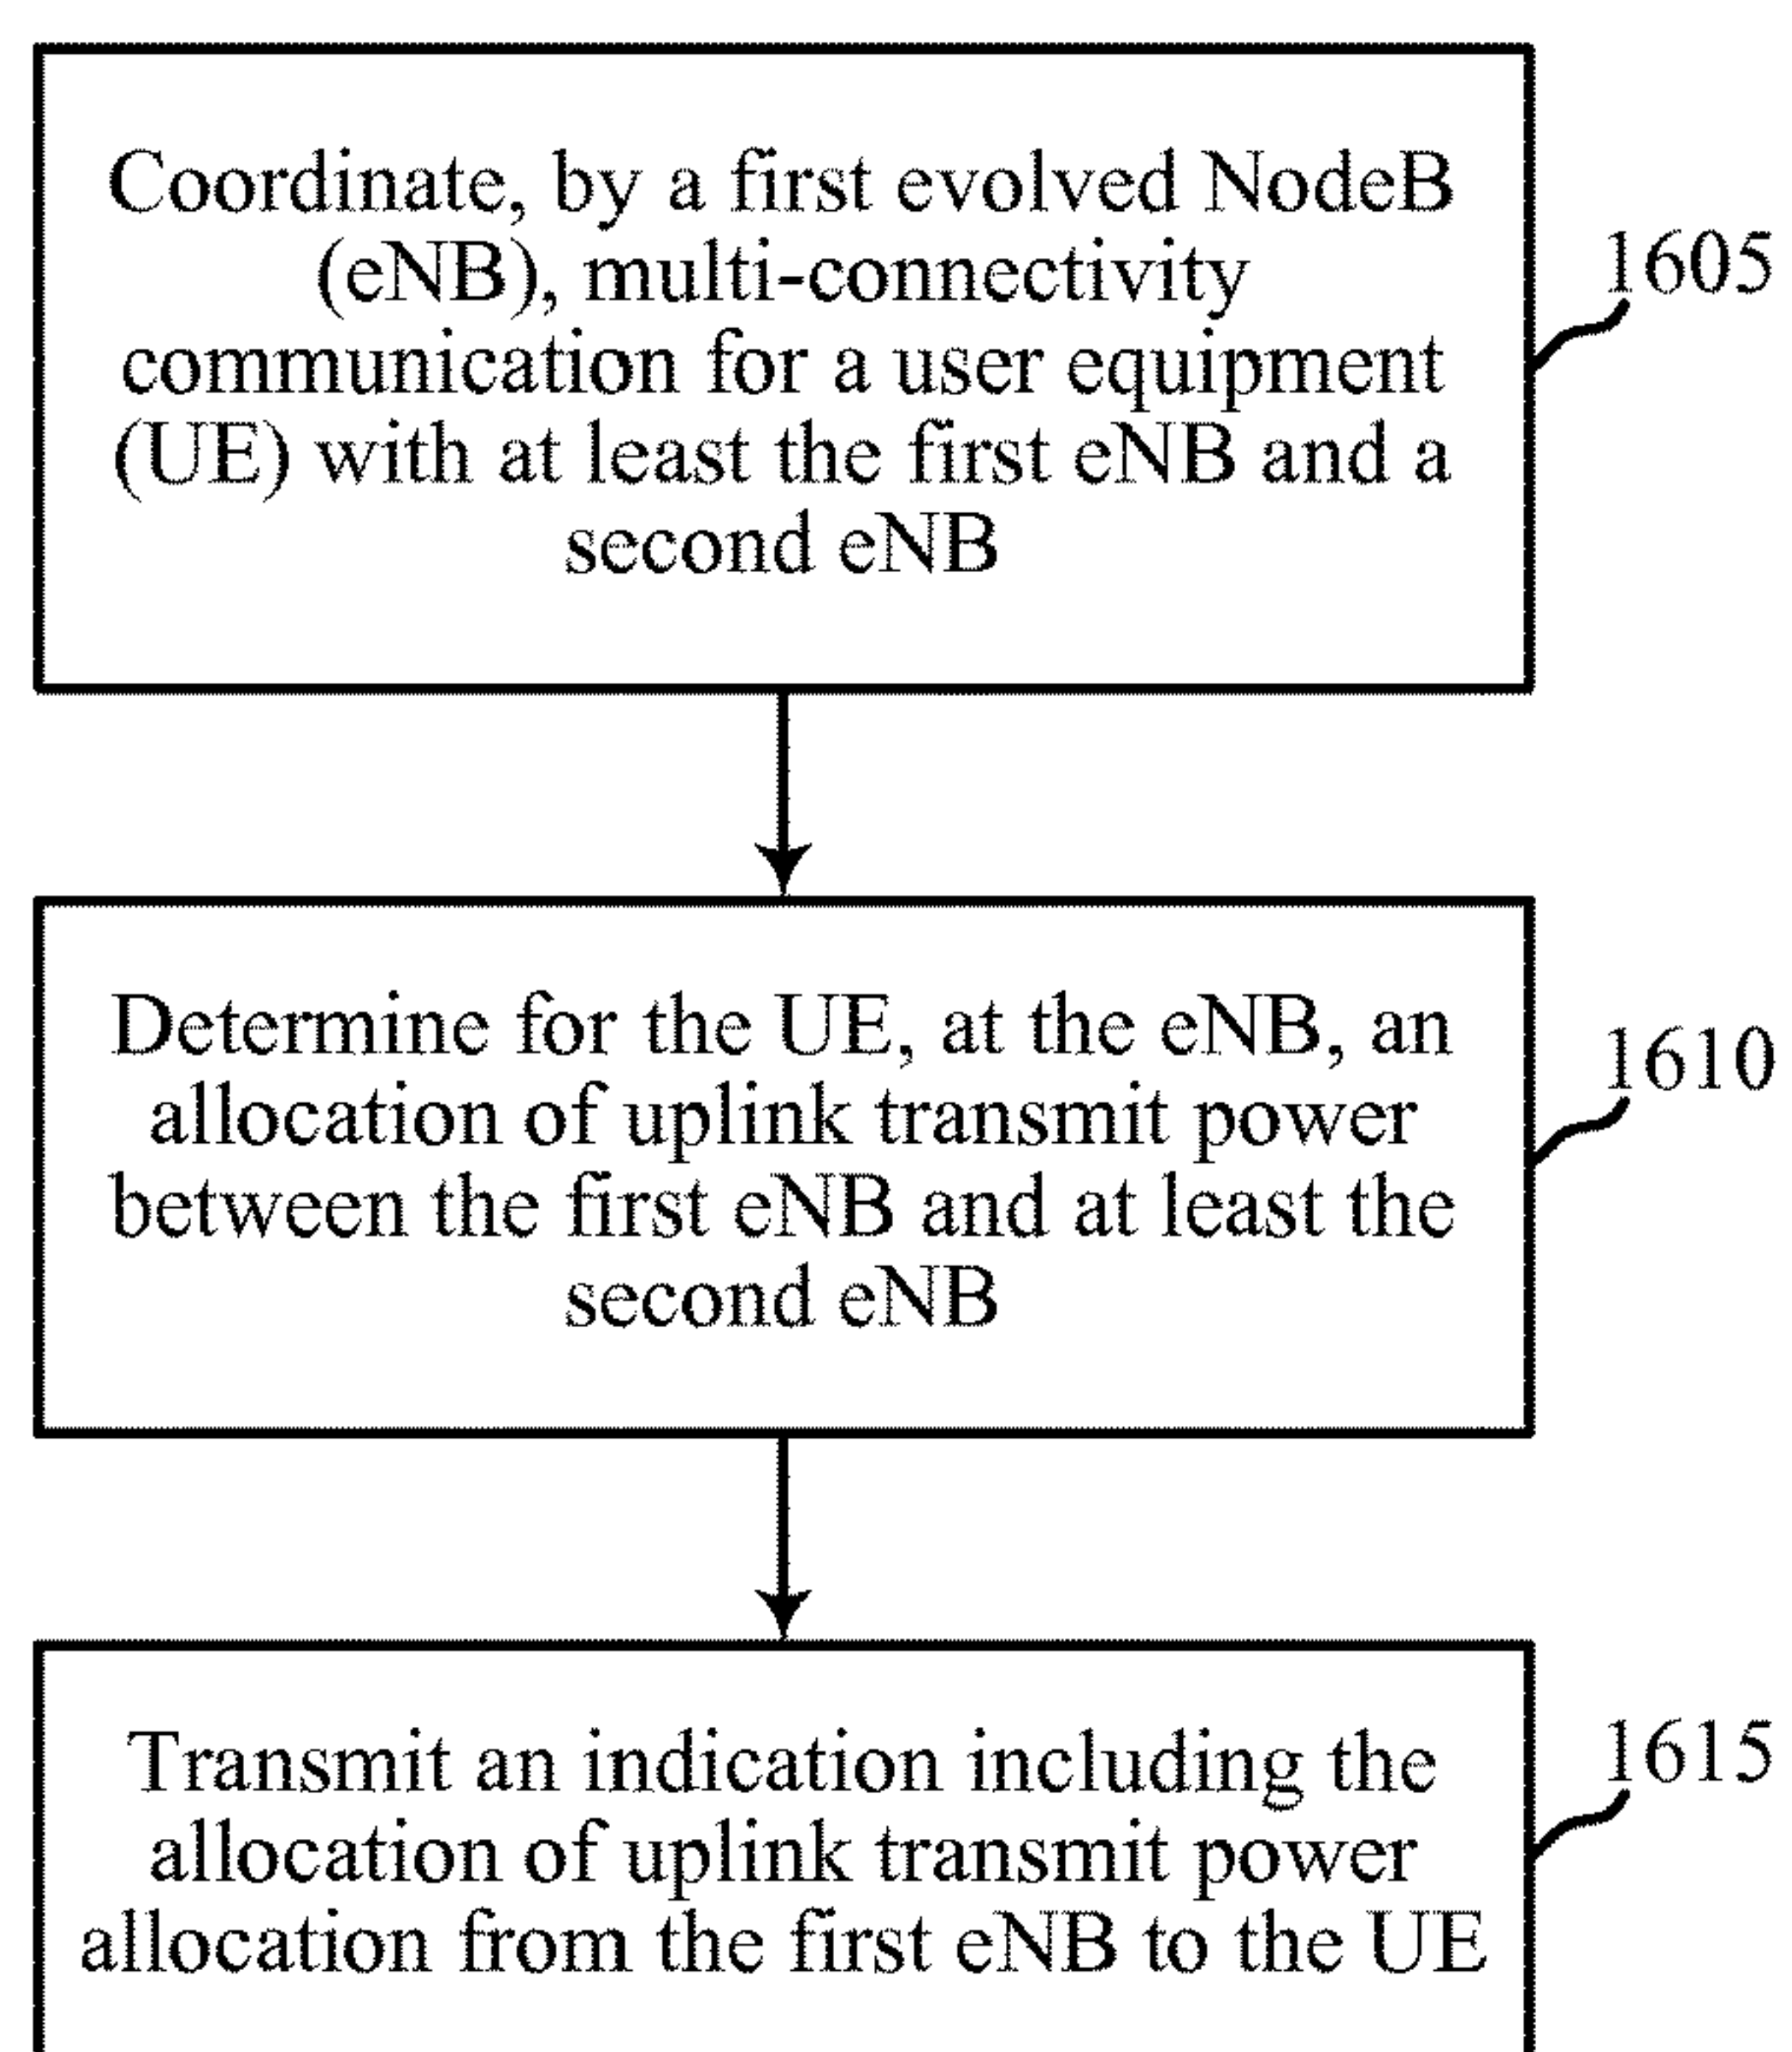 Coordinate, by a first evolved NodeB
(eNB), multi-connectivity
communication for a user equipment
(UE) with at least the first eNB and a
second eNB
1605
Determine for the UE, at the eNB, an
allocation of uplink transmit power
between the first eNB and at least the
second eNB
1610
Transmit an indication including the
allocation of uplink transmit power
allocation from the first eNB to the UE
1615